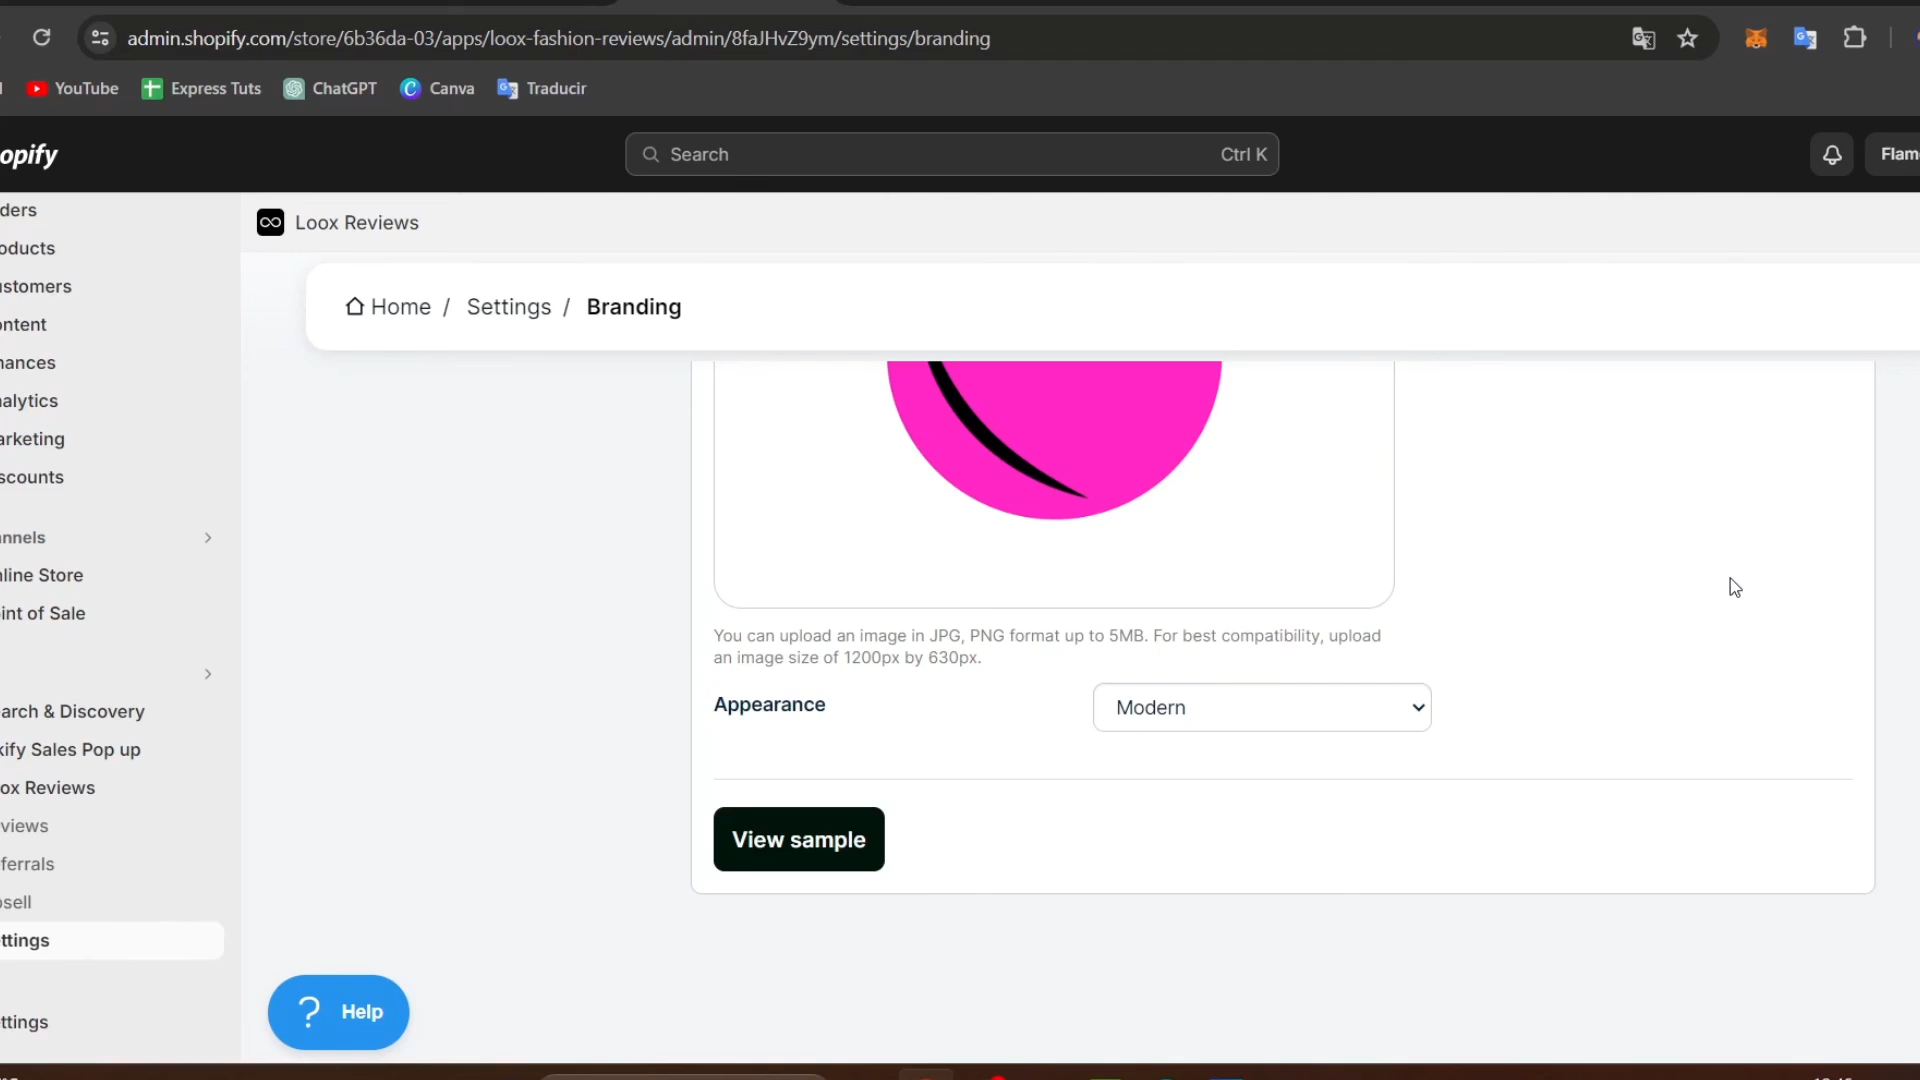 admin.shopify.com/store/6b36da-03/apps/loox-fashion-reviews/admin/8faJHvZ9ym/settings/branding
YouTube Express Tuts ChatGPT Canva Traducir
opify Search Ctrl K Flam
ders
Loox Reviews
oducts
stomers
Home / Settings / Branding
ntent
nances
alytics
arketing
scounts
nnels
line Store
int of Sale
You can upload an image in JPG, PNG format up to 5MB. For best compatibility, upload
an image size of 1200px by 630px.
Appearance Modern
arch & Discovery
kify Sales Pop up
ox Reviews
views
View sample
ferrals
sell
ttings
? Help
ttings